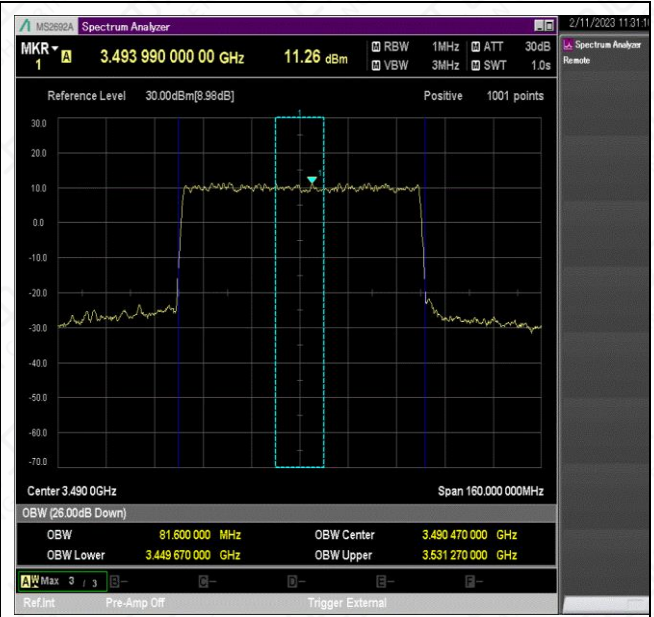 MS2692A Spectrum Analyzer 2/11/2023 11:31:1
MKR 1 A 3.493 990 000 00 GHz 11.26 dBm M RBW 1MHz M ATT 30dB
M VBW 3MHz M SWT 1.0s
Spectrum Analyzer
Remote
Reference Level 30.00dBm[8.98dB] Positive 1001 points
1
30.0
20.0
1
10.0
0.0
-10.0
-20.0
-30.0
-40.0
-50.0
-60.0
-70.0
Center 3.490 0GHz Span 160.000 000MHz
OBW (26.00dB Down)
OBW 81.600 000 MHz OBW Center 3.490 470 000 GHz
OBW Lower 3.449 670 000 GHz OBW Upper 3.531 270 000 GHz
A W Max 3 / 3 B- C- D- E- F-
Ref.Int Pre-Amp Off Trigger External